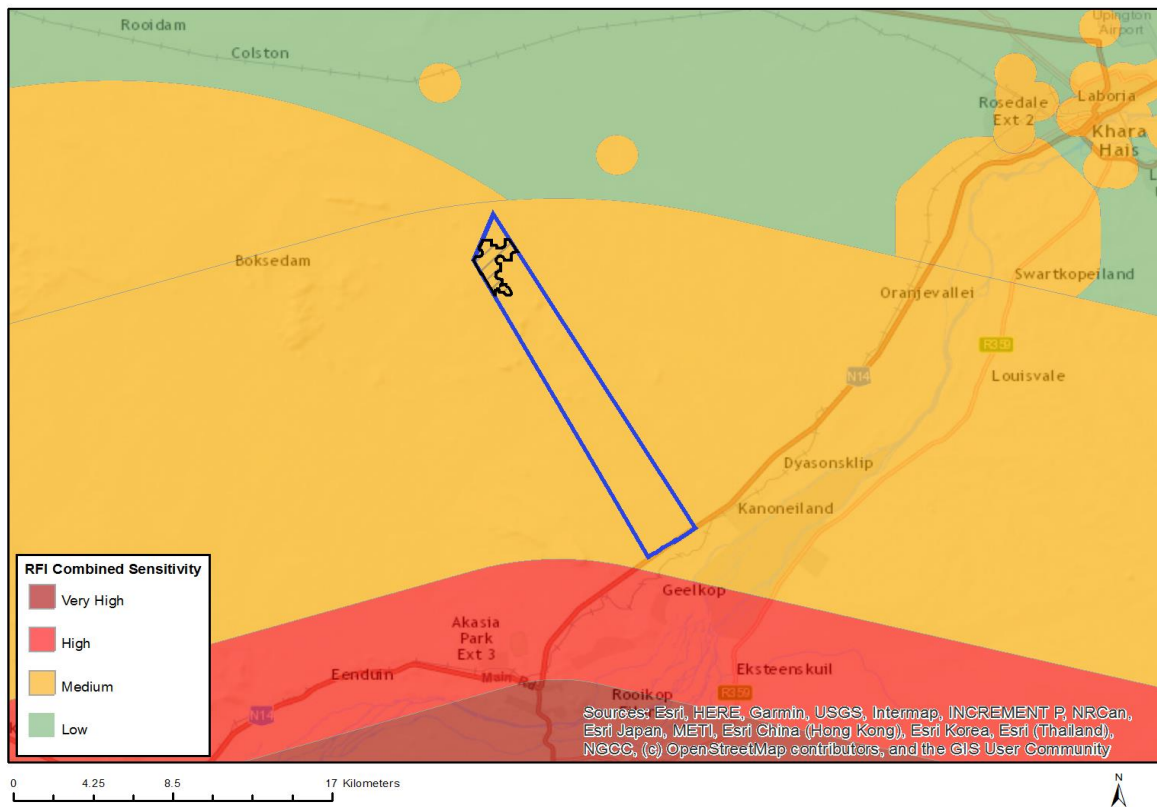 Rooidam
Colston
Upington
Airport
Rosedale
Ext 2
Laboria
Khara
Hais
Boksedam
Swartkopeiland
Oranjevallei
R359
N14
Louisvale
Dyasonsklip
Kanoneiland
RFI Combined Sensitivity
Very High
High
Medium
Low
Geelkop
Akasia
Park
Ext 3
Eenduin
Main Rd
Eksteenskuil
Rooikop
R359
N14
Sources: Esri, HERE, Garmin, USGS, Intermap, INCREMENT P, NRCan,
Esri Japan, METI, Esri China (Hong Kong), Esri Korea, Esri (Thailand),
NGCC, (c) OpenStreetMap contributors, and the GIS User Community
0 4.25 8.5 17 Kilometers
N